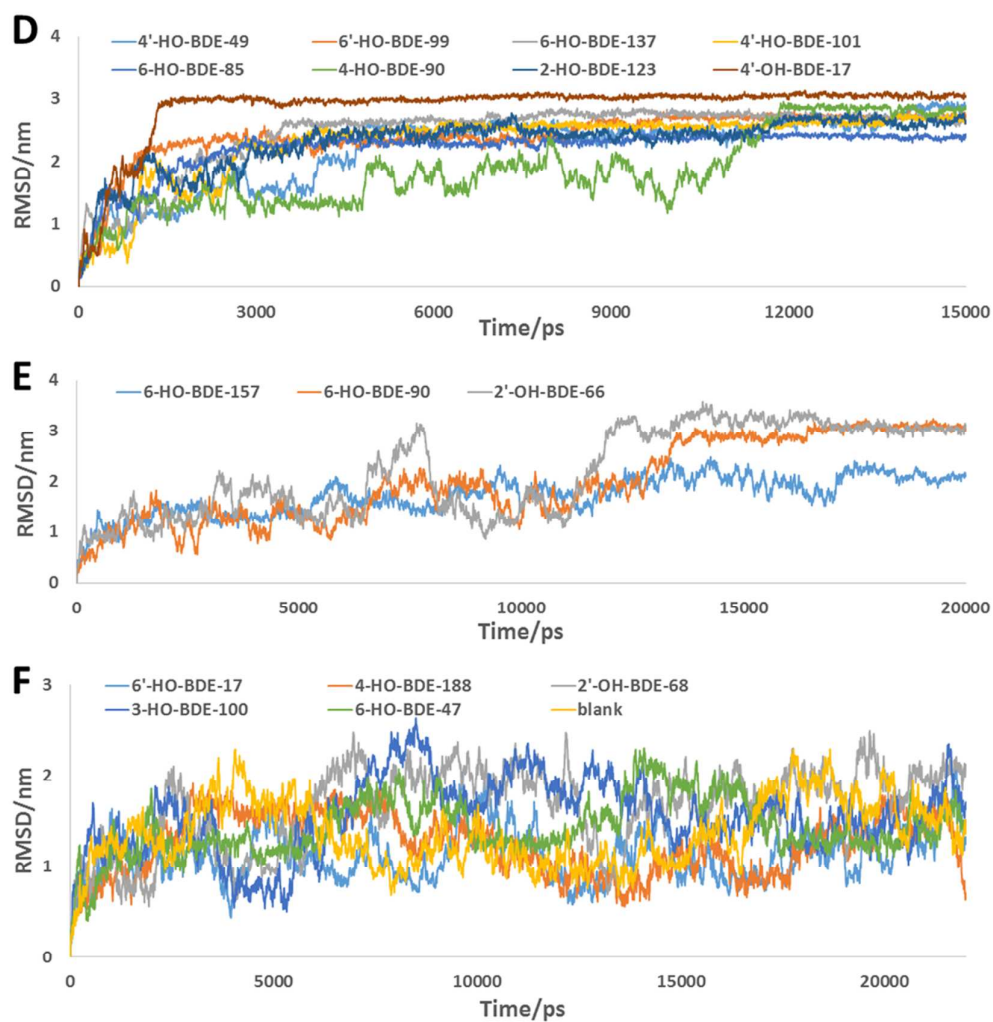 D
4'-HO-BDE-49 6'-HO-BDE-99 6-HO-BDE-137 4'-HO-BDE-101
6-HO-BDE-85 4-HO-BDE-90 2-HO-BDE-123 4'-OH-BDE-17
4
3
2
1
0
RMSD/nm
0 3000 6000 9000 12000 15000
Time/ps
E
6-HO-BDE-157 6-HO-BDE-90 2'-OH-BDE-66
4
3
2
1
0
RMSD/nm
0 5000 10000 15000 20000
Time/ps
F
6'-HO-BDE-17 4-HO-BDE-188 2'-OH-BDE-68
3-HO-BDE-100 6-HO-BDE-47 blank
3
2
1
0
RMSD/nm
0 5000 10000 15000 20000
Time/ps